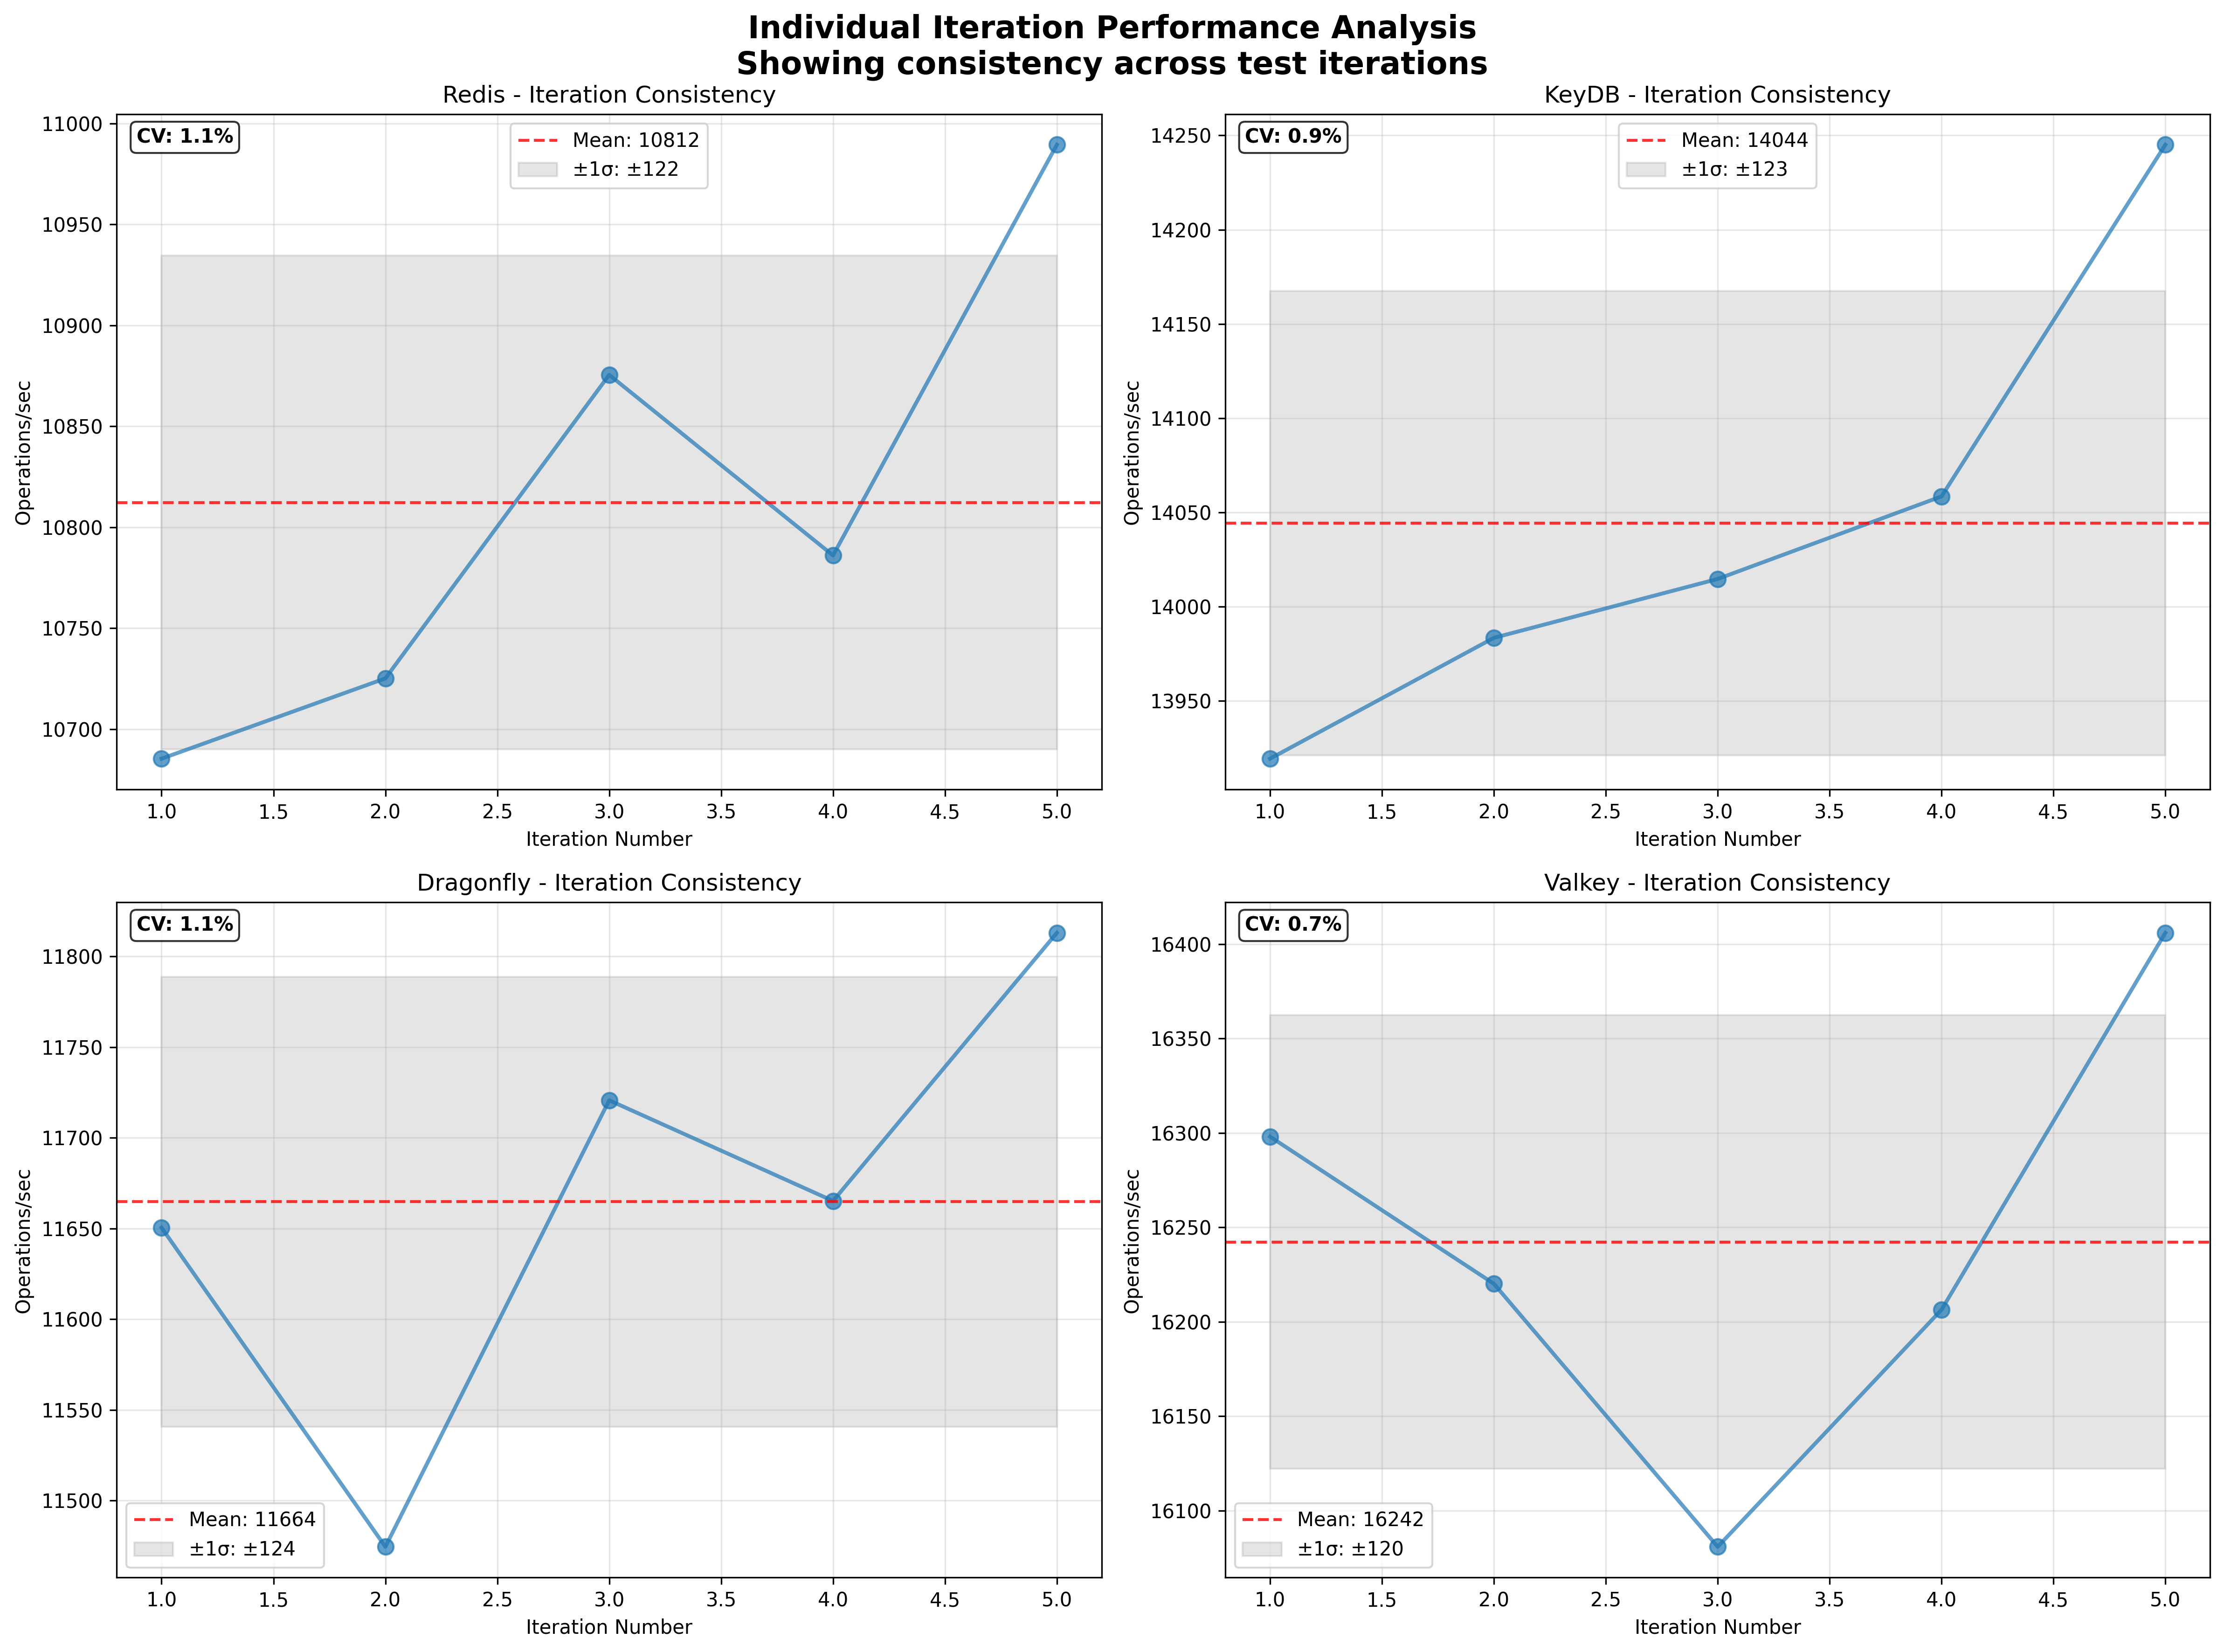 Individual Iteration Performance Analysis
Showing consistency across test iterations
Redis - Iteration Consistency
CV: 1.1%
Mean: 10812
±1σ: ±122
Operations/sec
11000
10950
10900
10850
10800
10750
10700
1.0 1.5 2.0 2.5 3.0 3.5 4.0 4.5 5.0
Iteration Number
KeyDB - Iteration Consistency
CV: 0.9%
Mean: 14044
±1σ: ±123
Operations/sec
14250
14200
14150
14100
14050
14000
13950
1.0 1.5 2.0 2.5 3.0 3.5 4.0 4.5 5.0
Iteration Number
Dragonfly - Iteration Consistency
CV: 1.1%
Operations/sec
11800
11750
11700
11650
11600
11550
11500
Mean: 11664
±1σ: ±124
1.0 1.5 2.0 2.5 3.0 3.5 4.0 4.5 5.0
Iteration Number
Valkey - Iteration Consistency
CV: 0.7%
Operations/sec
16400
16350
16300
16250
16200
16150
16100
Mean: 16242
±1σ: ±120
1.0 1.5 2.0 2.5 3.0 3.5 4.0 4.5 5.0
Iteration Number